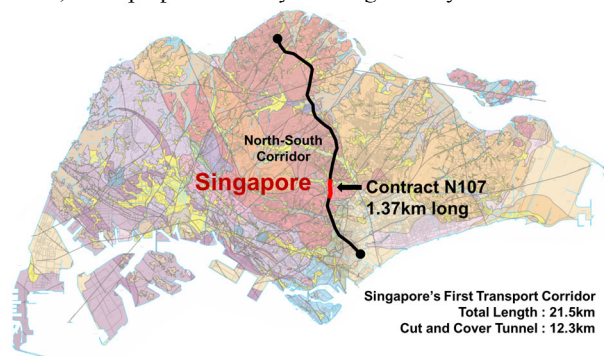 North-South
Corridor
Singapore
Contract N107
1.37km long
Singapore's First Transport Corridor
Total Length : 21.5km
Cut and Cover Tunnel : 12.3km